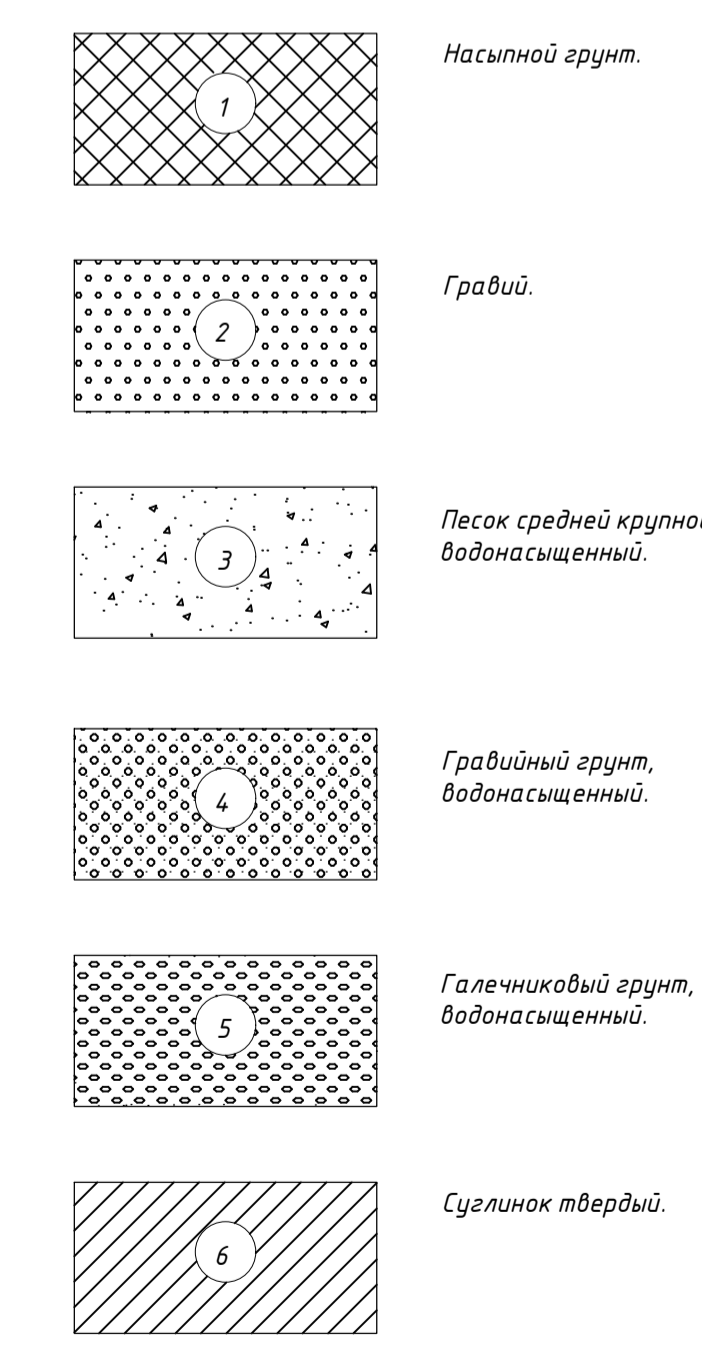 1
Насыпной грунт.
2
Гравий.
3
Песок средней
водонасыщенный.
4
Гравийный грунт,
водонасыщенный.
5
Галечниковый грунт,
водонасыщенный.
6
Суглинок твердый.